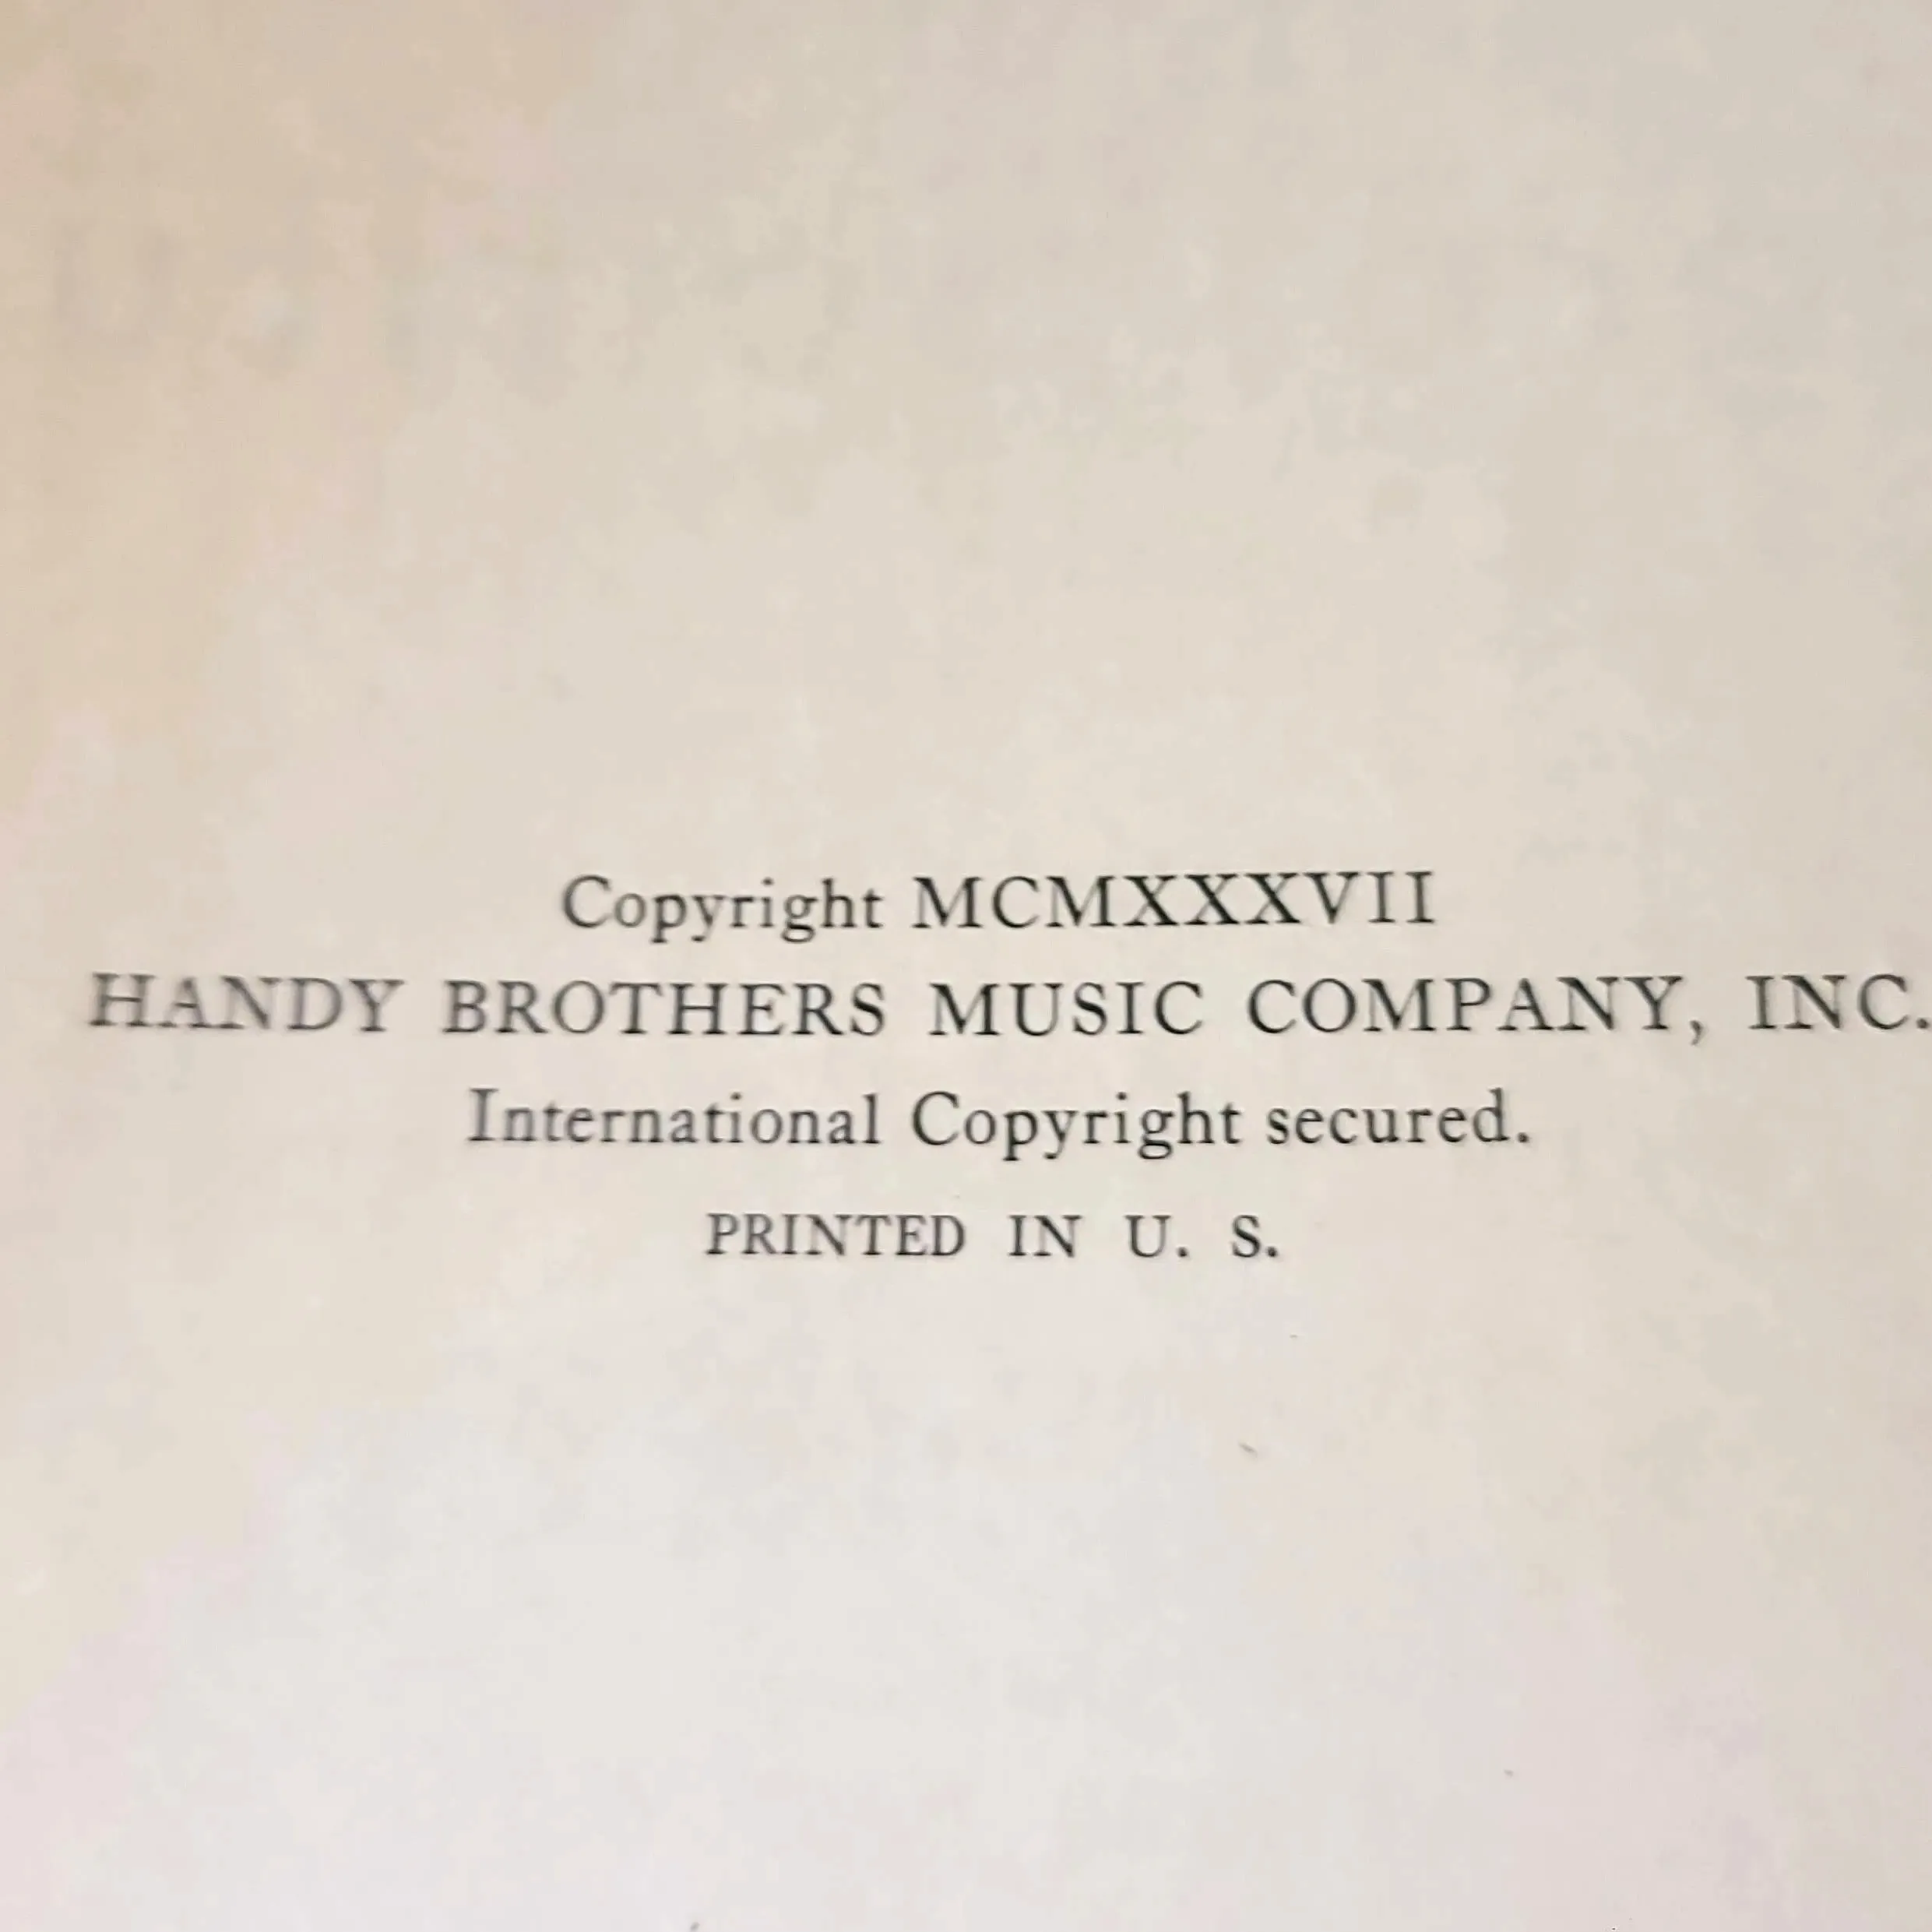 Copyright MCMXXXVII
HANDY BROTHERS MUSIC COMPANY, INC.
International Copyright secured.
PRINTED IN U. S.